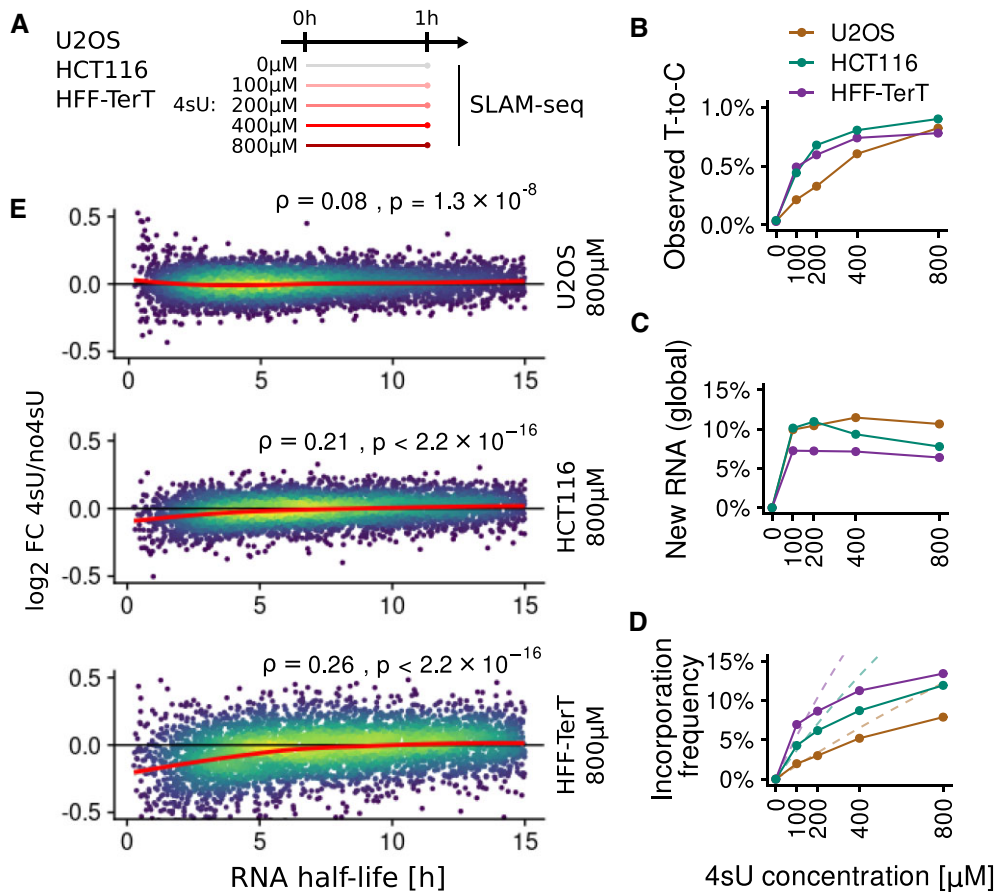 A
U2OS
HCT116
HFF-TerT
0h 1h
4sU:
0µM
100µM
200µM
400µM
800µM
SLAM-seq
B
U2OS
HCT116
HFF-TerT
Observed T-to-C
1.0%
0.5%
0.0%
0 100 200 400 800
C
New RNA (global)
15%
10%
5%
0%
0 100 200 400 800
D
Incorporation
frequency
15%
10%
5%
0%
0 100 200 400 800
4sU concentration [µM]
E
log2 FC 4sU/no4sU
ρ = 0.08 , p = 1.3 × 10-8
0.5
0.0
-0.5
0 5 10 15
U2OS
800µM
ρ = 0.21 , p < 2.2 × 10−16
0.5
0.0
-0.5
0 5 10 15
HCT116
800µM
ρ = 0.26 , p < 2.2 × 10−16
0.5
0.0
-0.5
0 5 10 15
HFF-TerT
800µM
RNA half-life [h]